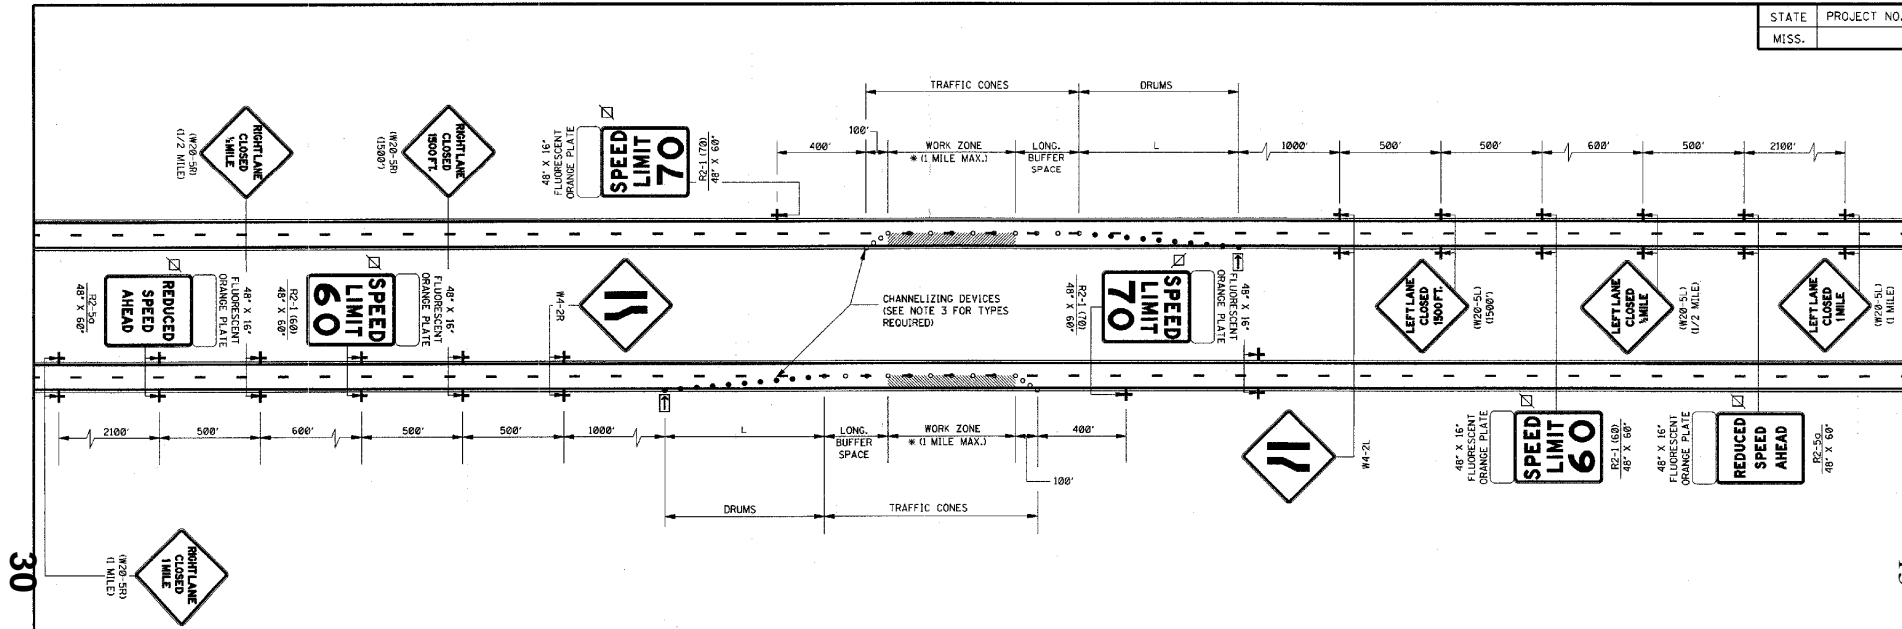 STATE PROJECT NO.
MISS.
TRAFFIC CONES
DRUMS
100'
400'
WORK ZONE
* (1 MILE MAX.)
LONG.
BUFFER
SPACE
L
1000'
500'
500'
600'
500'
2100'
RIGHT LANE
CLOSED
½ MILE
(W20-5R)
(1/2 MILE)
RIGHT LANE
CLOSED
1500 FT.
(W20-5R)
(1500')
SPEED
LIMIT
70
R2-1 (70)
48" X 60"
48" X 16"
FLUORESCENT
ORANGE PLATE
REDUCED
SPEED
AHEAD
R2-5a
48" X 60"
48" X 16"
FLUORESCENT
ORANGE PLATE
SPEED
LIMIT
60
R2-1 (60)
48" X 60"
48" X 16"
FLUORESCENT
ORANGE PLATE
W4-2R
CHANNELIZING DEVICES
(SEE NOTE 3 FOR TYPES
REQUIRED)
SPEED
LIMIT
70
R2-1 (70)
48" X 60"
48" X 16"
FLUORESCENT
ORANGE PLATE
LEFT LANE
CLOSED
1500 FT.
(W20-5L)
(1500')
LEFT LANE
CLOSED
½ MILE
(W20-5L)
(1/2 MILE)
LEFT LANE
CLOSED
1 MILE
(W20-5L)
(1 MILE)
2100'
500'
600'
500'
500'
1000'
L
LONG.
BUFFER
SPACE
WORK ZONE
* (1 MILE MAX.)
400'
100'
DRUMS
TRAFFIC CONES
W4-2L
SPEED
LIMIT
60
R2-1 (60)
48" X 60"
48" X 16"
FLUORESCENT
ORANGE PLATE
REDUCED
SPEED
AHEAD
R2-5a
48" X 60"
48" X 16"
FLUORESCENT
ORANGE PLATE
RIGHT LANE
CLOSED
1 MILE
(W20-5R)
(1 MILE)
30